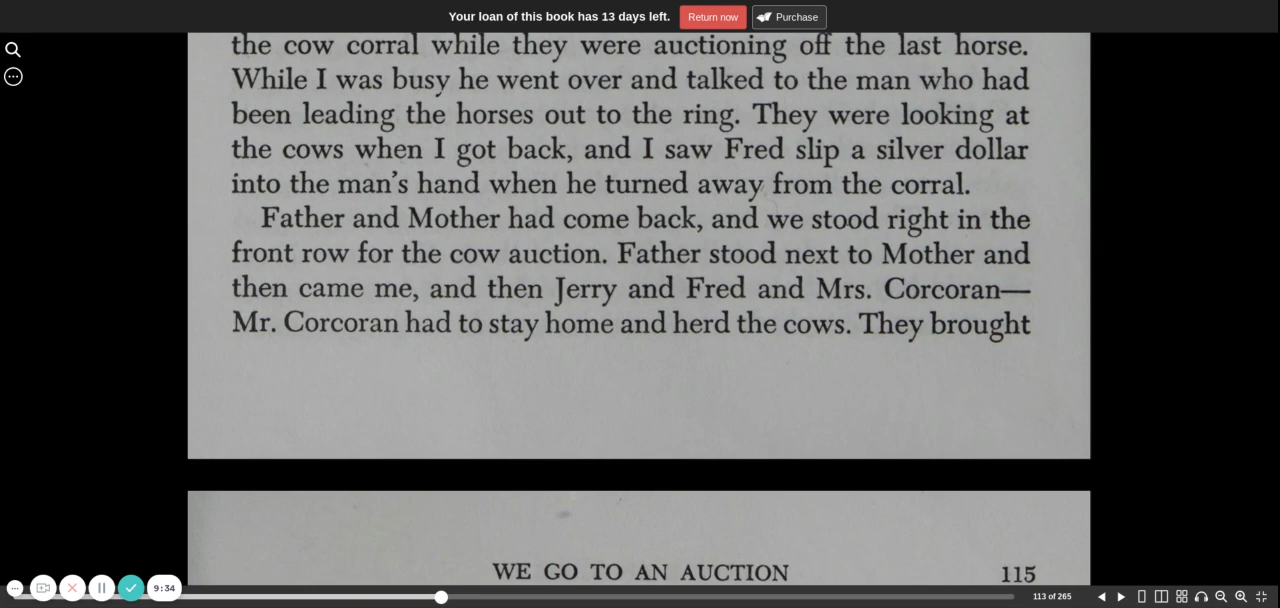 Your loan of this book has 13 days left. Return now Purchase
the cow corral while they were auctioning off the last horse.
While I was busy he went over and talked to the man who had
been leading the horses out to the ring. They were looking at
the cows when I got back, and I saw Fred slip a silver dollar
into the man's hand when he turned away from the corral.
Father and Mother had come back, and we stood right in the
front row for the cow auction. Father stood next to Mother and
then came me, and then Jerry and Fred and Mrs. Corcoran—
Mr. Corcoran had to stay home and herd the cows. They brought
WE GO TO AN AUCTION 115
9:34
113 of 265